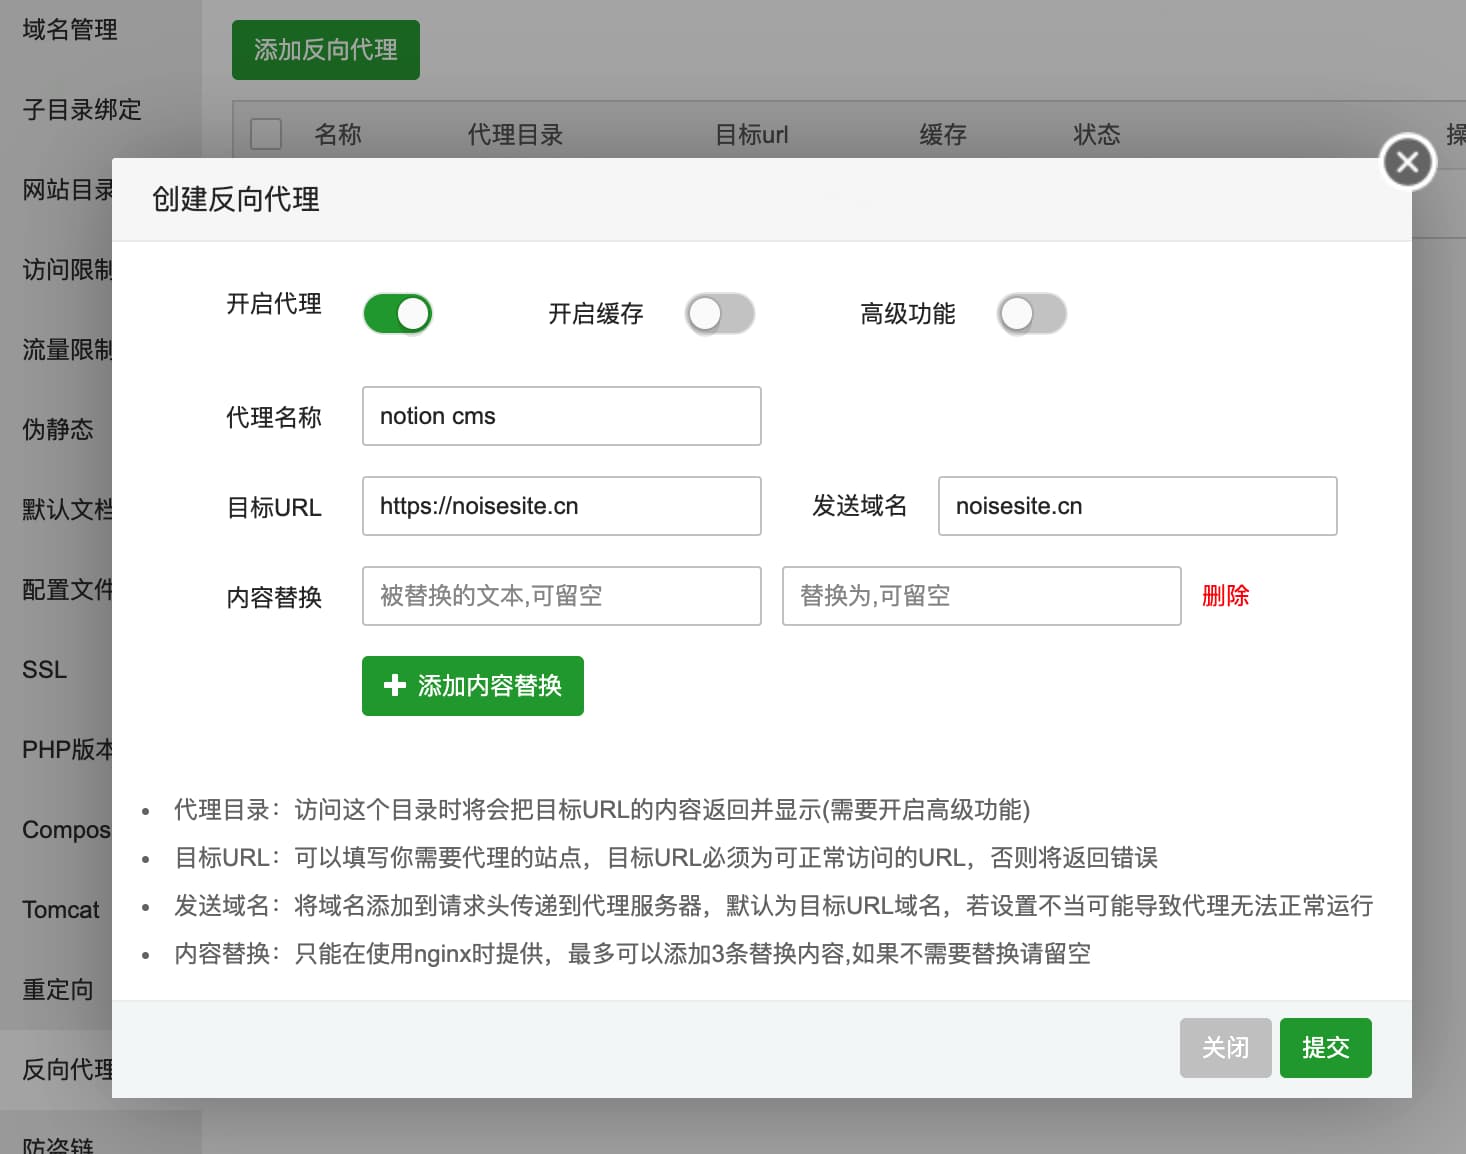 域名管理
添加反向代理
子目录绑定
名称 代理目录 目标url 缓存 状态
网站目录
创建反向代理
访问限制
开启代理 开启缓存 高级功能
流量限制
代理名称 notion cms
伪静态
目标URL https://noisesite.cn 发送域名 noisesite.cn
默认文档
内容替换 被替换的文本,可留空 替换为,可留空 删除
配置文件
添加内容替换
SSL
PHP版本
代理目录：访问这个目录时将会把目标URL的内容返回并显示(需要开启高级功能)
Compos
目标URL：可以填写你需要代理的站点，目标URL必须为可正常访问的URL，否则将返回错误
发送域名：将域名添加到请求头传递到代理服务器，默认为目标URL域名，若设置不当可能导致代理无法正常运行
Tomcat
内容替换：只能在使用nginx时提供，最多可以添加3条替换内容,如果不需要替换请留空
重定向
关闭 提交
反向代理
防盗链